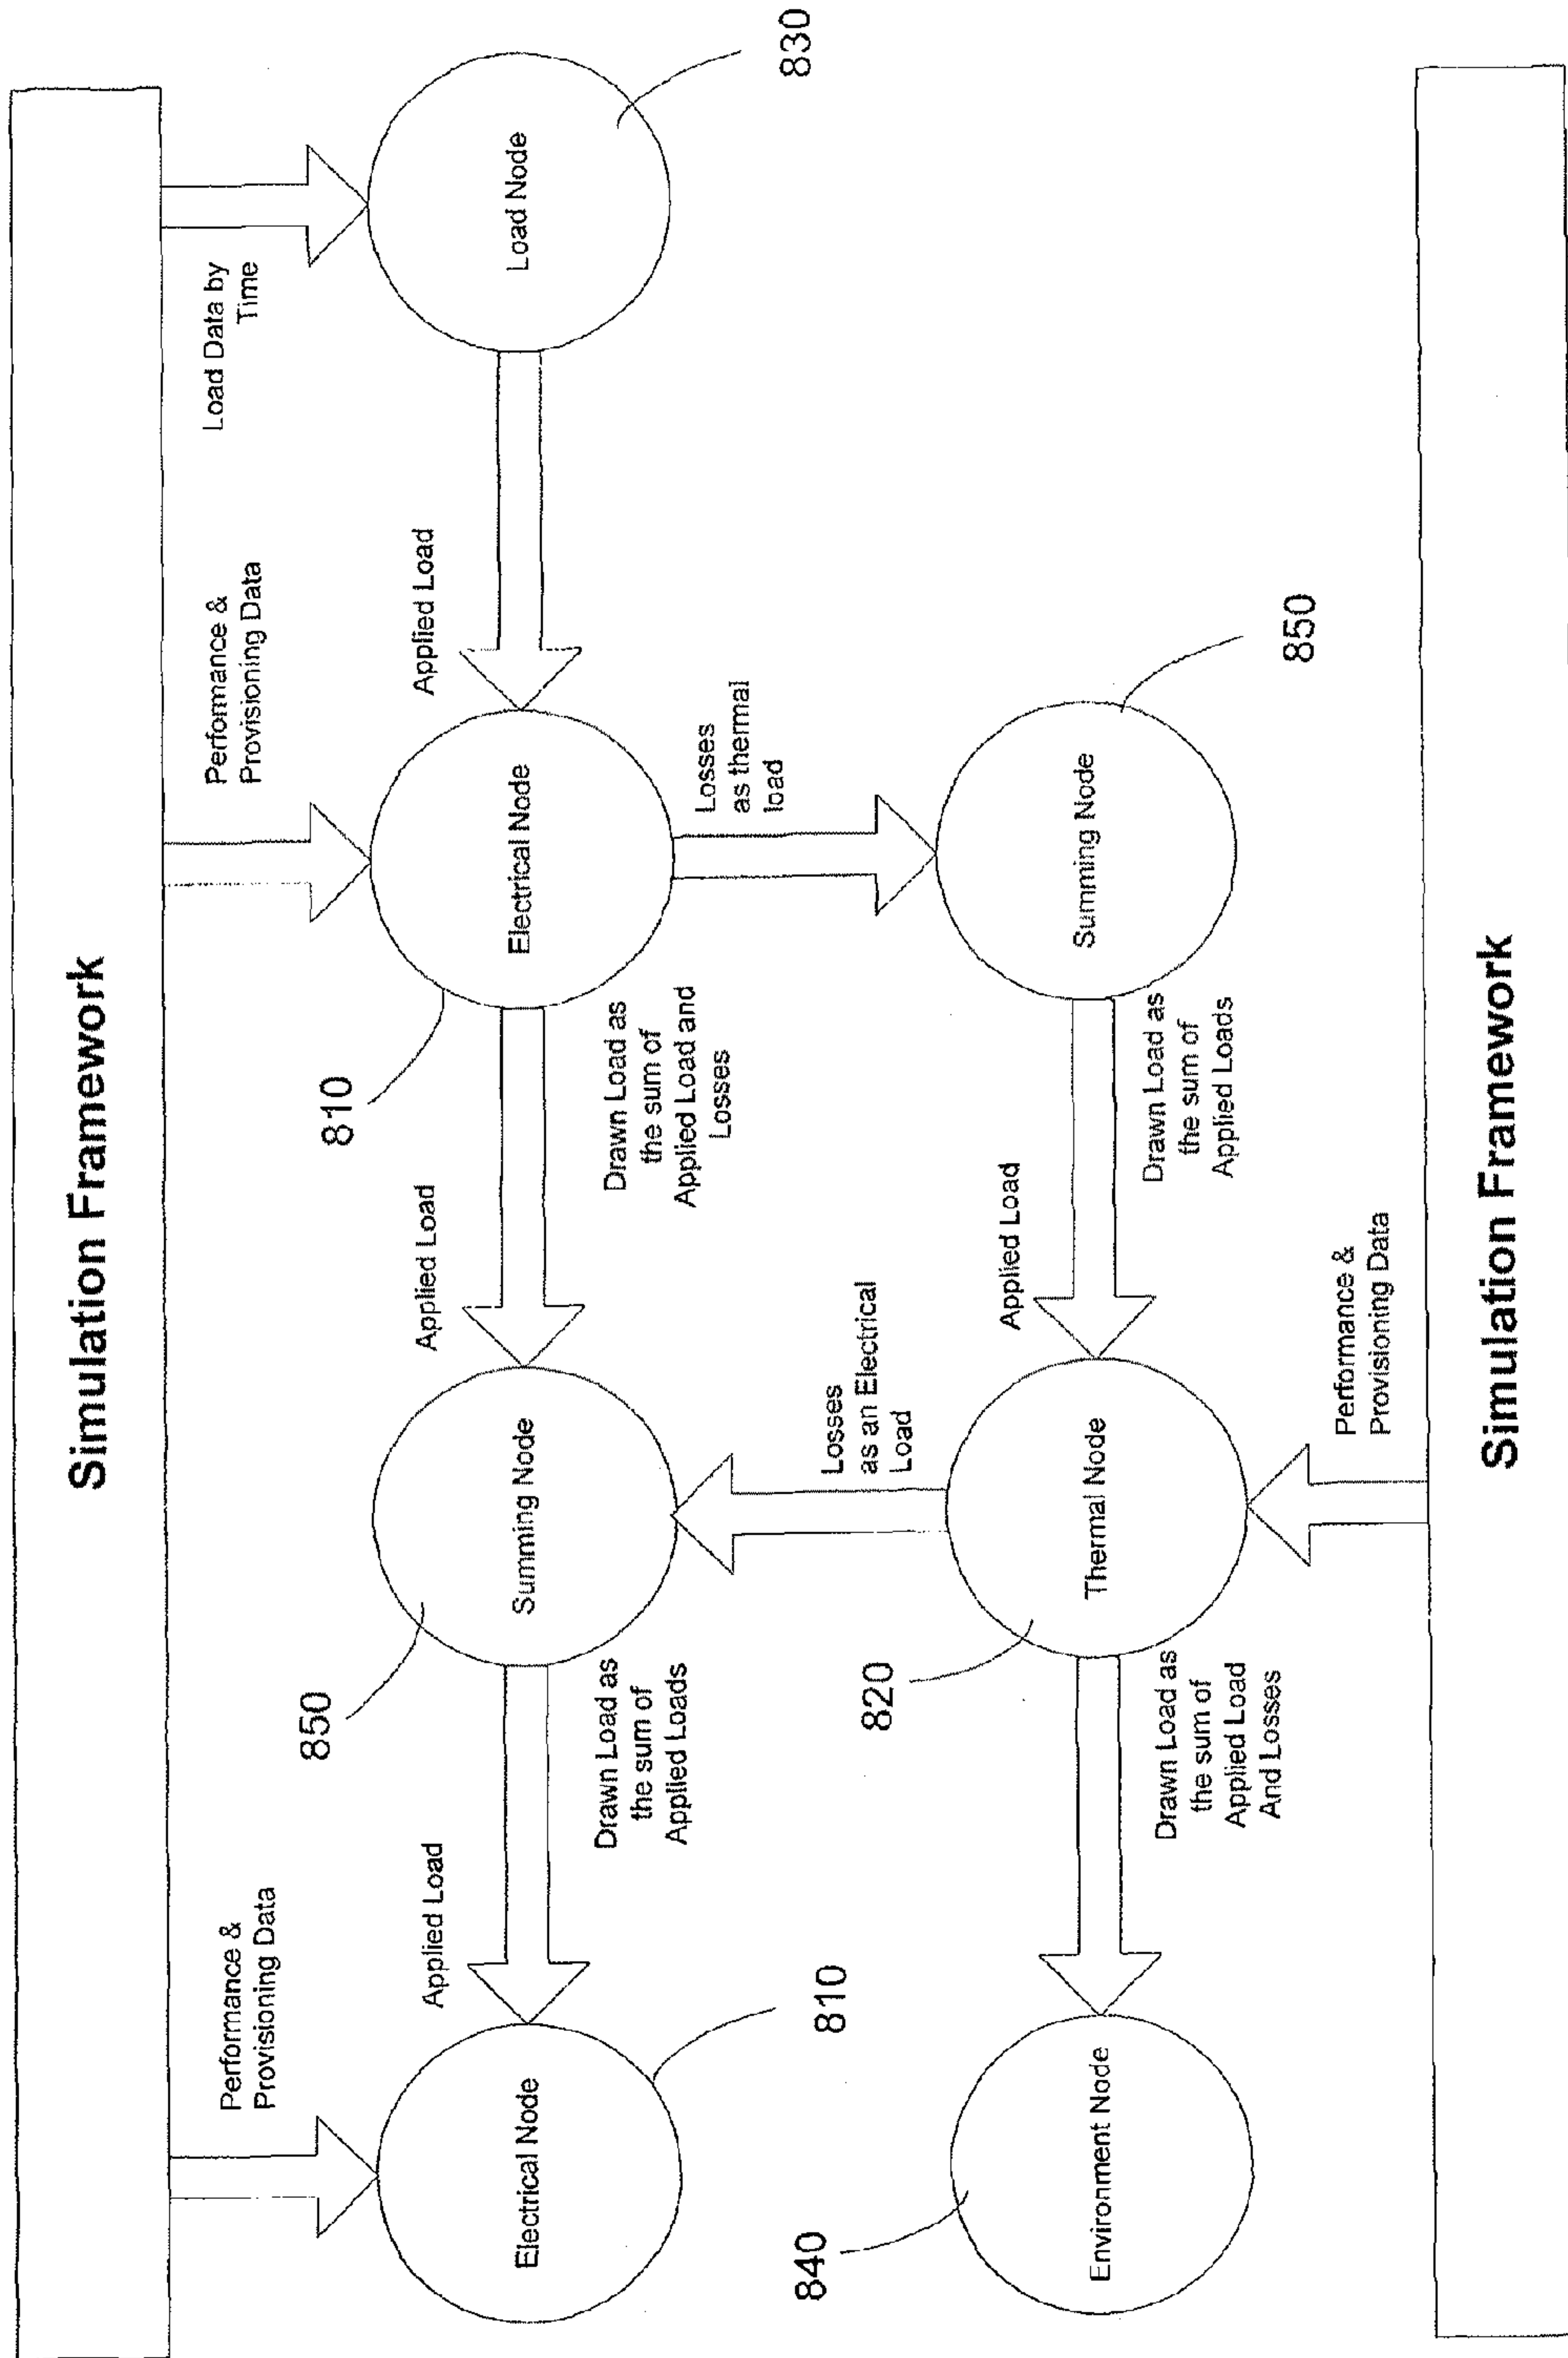 Simulation Framework
Perfomance &
Provisioning Data
Perfomance &
Provisioning Data
Load Data by
Time
Applied Load
Applied Load
Applied Load
Electrical Node
Summing Node
Electrical Node
Load Node
850
810
830
Drawn Load as
the sum of
Applied Loads
Drawn Load as
the sum of
Applied Load and
Losses
810
Losses
as an Electrical
Load
Losses
as thermal
load
840
820
Applied Load
Environment Node
Thermal Node
Summing Node
Drawn Load as
the sum of
Applied Load
And Losses
Drawn Load as
the sum of
Applied Loads
850
Perfomance &
Provisioning Data
Simulation Framework